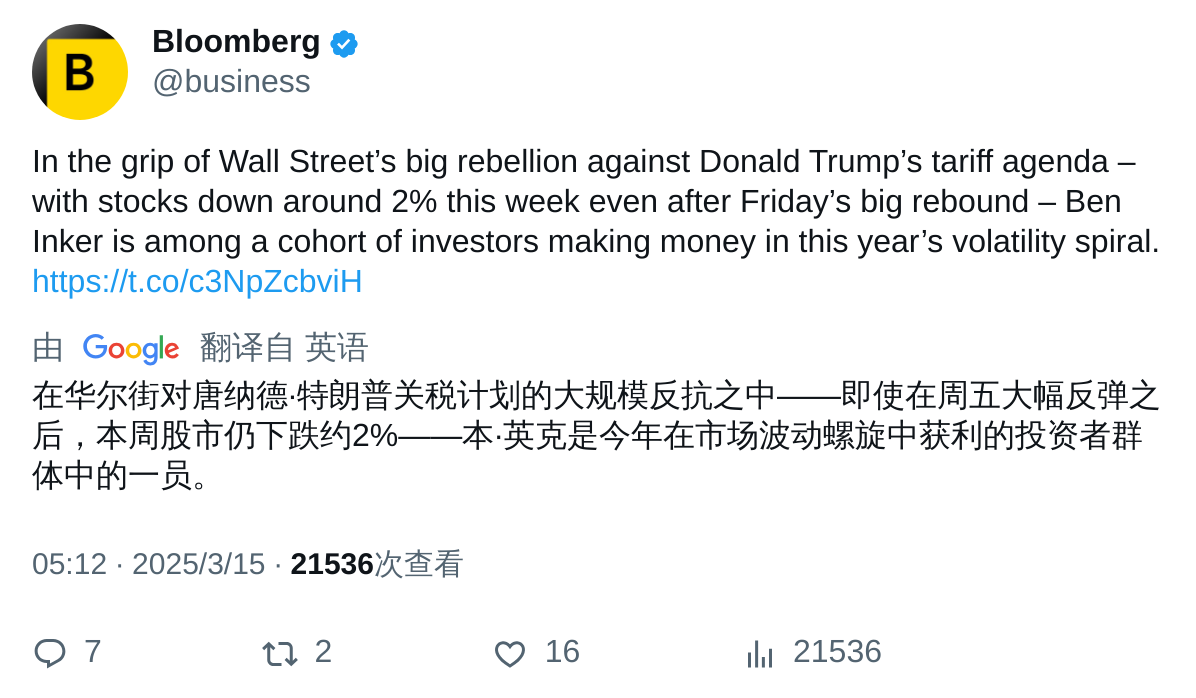 B
Bloomberg
@business
In the grip of Wall Street’s big rebellion against Donald Trump’s tariff agenda –
with stocks down around 2% this week even after Friday’s big rebound – Ben
Inker is among a cohort of investors making money in this year’s volatility spiral.
https://t.co/c3NpZcbviH
由 Google 翻译自 英语
在华尔街对唐纳德·特朗普关税计划的大规模反抗之中——即使在周五大幅反弹之
后，本周股市仍下跌约2%——本·英克是今年在市场波动螺旋中获利的投资者群
体中的一员。
05:12 · 2025/3/15 · 21536次查看
7 2 16 21536